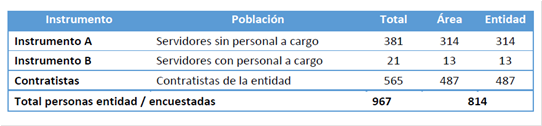 Instrumento Población Total Área Entidad
Instrumento A Servidores sin personal a cargo 381 314 314
Instrumento B Servidores con personal a cargo 21 13 13
Contratistas Contratistas de la entidad 565 487 487
Total personas entidad / encuestadas 967 814